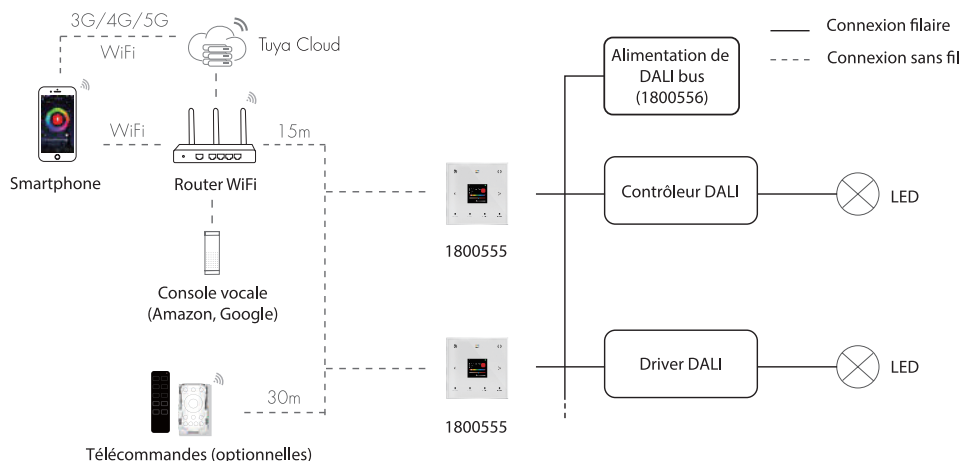 3G/4G/5G
WiFi
Tuya Cloud
Connexion filaire
Connexion sans fil
Alimentation de
DALI bus
(1800556)
WiFi
15m
Smartphone
Router WiFi
Contrôleur DALI
LED
1800555
Console vocale
(Amazon, Google)
Driver DALI
LED
30m
1800555
Télécommandes (optionnelles)